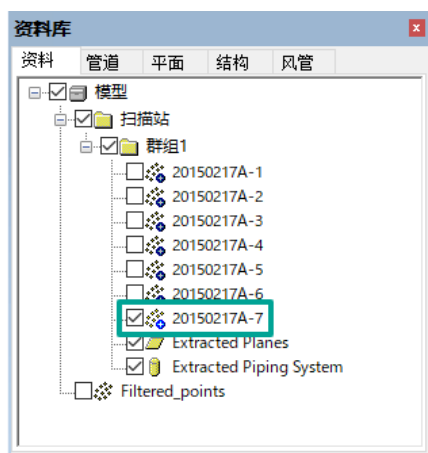 资料库
资料 管道 平面 结构 风管
模型
扫描站
群组1
20150217A-1
20150217A-2
20150217A-3
20150217A-4
20150217A-5
20150217A-6
20150217A-7
Extracted Planes
Extracted Piping System
Filtered_points